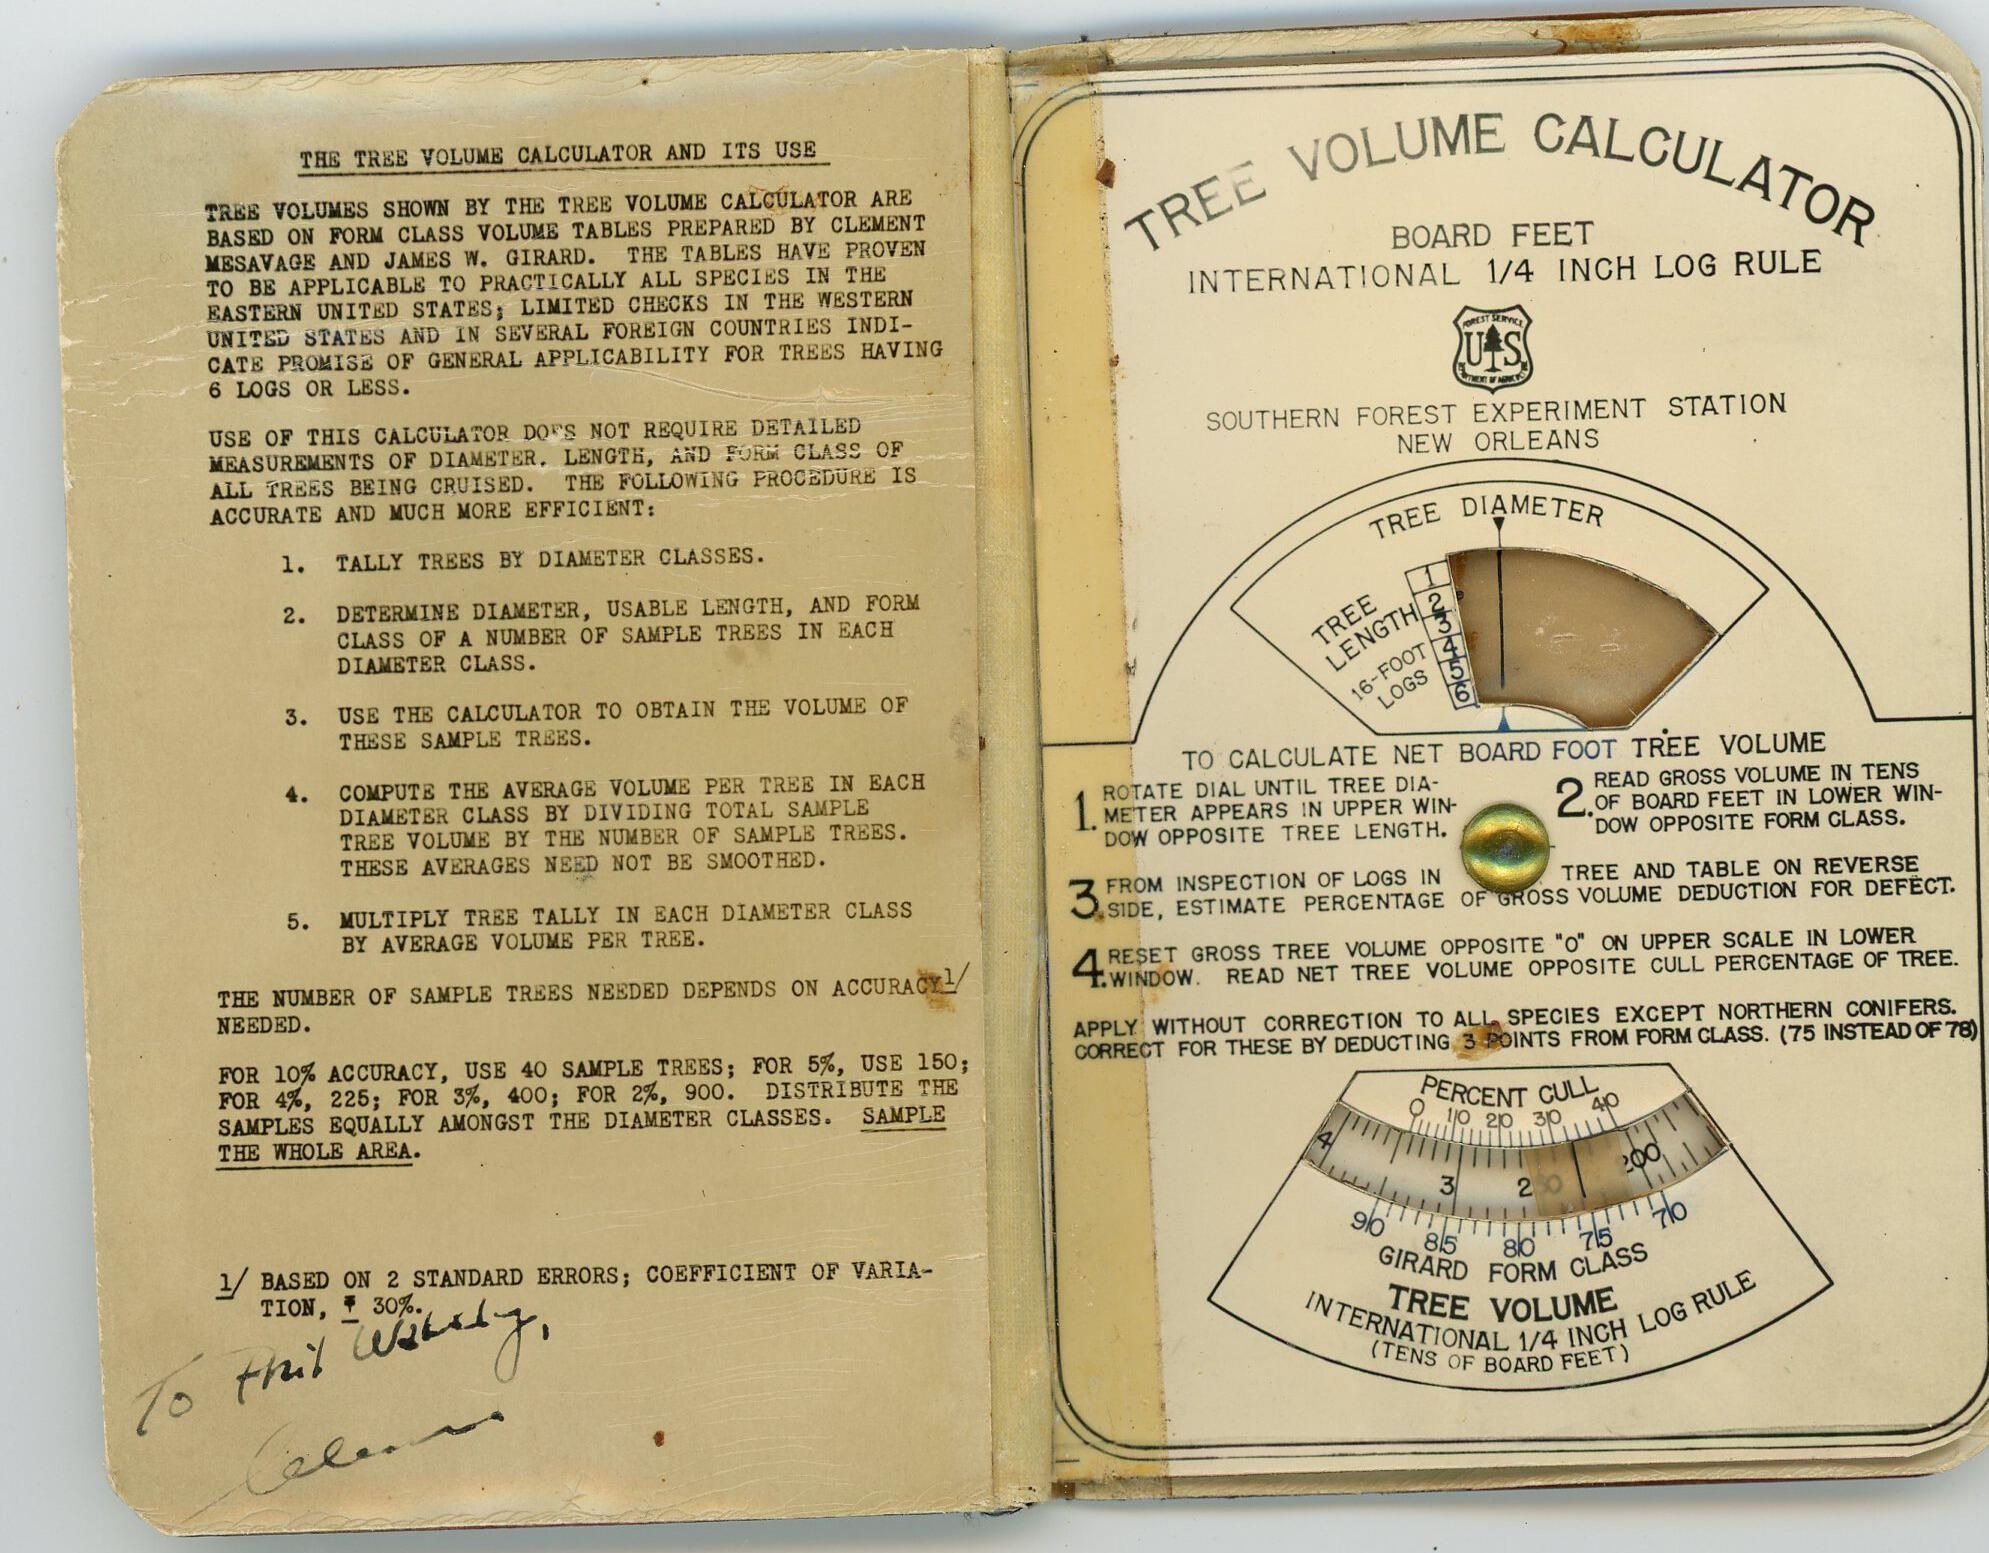 THE TREE VOLUME CALCULATOR AND ITS USE
TREE VOLUMES SHOWN BY THE TREE VOLUME CALCULATOR ARE
BASED ON FORM CLASS VOLUME TABLES PREPARED BY CLEMENT
MESAVAGE AND JAMES W. GIRARD. THE TABLES HAVE PROVEN
TO BE APPLICABLE TO PRACTICALLY ALL SPECIES IN THE
EASTERN UNITED STATES; LIMITED CHECKS IN THE WESTERN
UNITED STATES AND IN SEVERAL FOREIGN COUNTRIES INDI-
CATE PROMISE OF GENERAL APPLICABILITY FOR TREES HAVING
6 LOGS OR LESS.
USE OF THIS CALCULATOR DOES NOT REQUIRE DETAILED
MEASUREMENTS OF DIAMETER, LENGTH, AND FORM CLASS OF
ALL TREES BEING CRUISED. THE FOLLOWING PROCEDURE IS
ACCURATE AND MUCH MORE EFFICIENT:
1. TALLY TREES BY DIAMETER CLASSES.
2. DETERMINE DIAMETER, USABLE LENGTH, AND FORM
CLASS OF A NUMBER OF SAMPLE TREES IN EACH
DIAMETER CLASS.
3. USE THE CALCULATOR TO OBTAIN THE VOLUME OF
THESE SAMPLE TREES.
4. COMPUTE THE AVERAGE VOLUME PER TREE IN EACH
DIAMETER CLASS BY DIVIDING TOTAL SAMPLE
TREE VOLUME BY THE NUMBER OF SAMPLE TREES.
THESE AVERAGES NEED NOT BE SMOOTHED.
5. MULTIPLY TREE TALLY IN EACH DIAMETER CLASS
BY AVERAGE VOLUME PER TREE.
THE NUMBER OF SAMPLE TREES NEEDED DEPENDS ON ACCURACY 1/
NEEDED.
FOR 10% ACCURACY, USE 40 SAMPLE TREES; FOR 5%, USE 150;
FOR 4%, 225; FOR 3%, 400; FOR 2%, 900. DISTRIBUTE THE
SAMPLES EQUALLY AMONGST THE DIAMETER CLASSES. SAMPLE
THE WHOLE AREA.
1/ BASED ON 2 STANDARD ERRORS; COEFFICIENT OF VARIA-
TION, ± 30%.
To Phil
TREE VOLUME CALCULATOR
BOARD FEET
INTERNATIONAL 1/4 INCH LOG RULE
FOREST SERVICE
US
DEPARTMENT OF AGRICULTURE
SOUTHERN FOREST EXPERIMENT STATION
NEW ORLEANS
TREE DIAMETER
TREE
LENGTH
16-FOOT
LOGS
1
2
3
4
5
6
TO CALCULATE NET BOARD FOOT TREE VOLUME
1. ROTATE DIAL UNTIL TREE DIA-
METER APPEARS IN UPPER WIN-
DOW OPPOSITE TREE LENGTH.
2. READ GROSS VOLUME IN TENS
OF BOARD FEET IN LOWER WIN-
DOW OPPOSITE FORM CLASS.
3. FROM INSPECTION OF LOGS IN TREE AND TABLE ON REVERSE
SIDE, ESTIMATE PERCENTAGE OF GROSS VOLUME DEDUCTION FOR DEFECT.
4. RESET GROSS TREE VOLUME OPPOSITE "0" ON UPPER SCALE IN LOWER
WINDOW. READ NET TREE VOLUME OPPOSITE CULL PERCENTAGE OF TREE.
APPLY WITHOUT CORRECTION TO ALL SPECIES EXCEPT NORTHERN CONIFERS.
CORRECT FOR THESE BY DEDUCTING 3 POINTS FROM FORM CLASS. (75 INSTEAD OF 78)
PERCENT CULL
0 10 20 30 40
4 3 2 200
90 85 80 75 70
GIRARD FORM CLASS
TREE VOLUME
INTERNATIONAL 1/4 INCH LOG RULE
(TENS OF BOARD FEET)